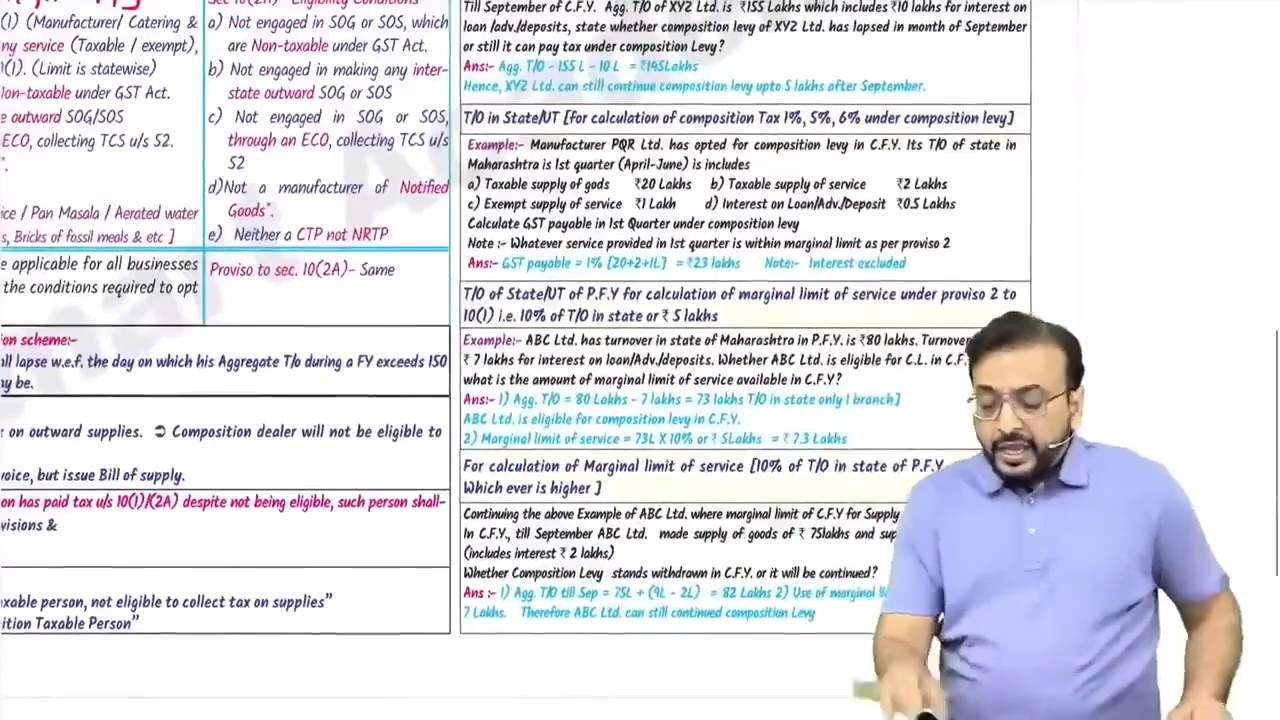 (1) (Manufacturer/ Catering &
ny service (Taxable / exempt),
(1). (Limit is statewise)
Non-taxable under GST Act.
e outward SOG/SOS
ECO, collecting TCS u/s 52.
ice / Pan Masala / Aerated water
s, Bricks of fossil meals & etc ]
e applicable for all businesses
the conditions required to opt
on scheme:-
ll lapse w.e.f. the day on which his Aggregate T/o during a FY exceeds 150
y be.
on outward supplies. ➲ Composition dealer will not be eligible to
voice, but issue Bill of supply.
on has paid tax u/s 10(1)/(2A) despite not being eligible, such person shall-
visions &
xable person, not eligible to collect tax on supplies"
ition Taxable Person"
Sec 10(2A)- Eligibility Conditions
a) Not engaged in SOG or SOS, which
are Non-taxable under GST Act.
b) Not engaged in making any inter-
state outward SOG or SOS
c) Not engaged in SOG or SOS,
through an ECO, collecting TCS u/s
52
d)Not a manufacturer of Notified
Goods*.
e) Neither a CTP not NRTP
Proviso to sec. 10(2A)- Same
Till September of C.F.Y. Agg. T/O of XYZ Ltd. is ₹155 Lakhs which includes ₹10 lakhs for interest on
loan /adv./deposits, state whether composition levy of XYZ Ltd. has lapsed in month of September
or still it can pay tax under composition Levy?
Ans:- Agg. T/O - 155 L - 10 L = ₹145Lakhs
Hence, XYZ Ltd. can still continue composition levy upto 5 lakhs after September.
T/O in State/UT [for calculation of composition Tax 1%, 5%, 6% under composition levy]
Example:- Manufacturer PQR Ltd. has opted for composition levy in C.F.Y. Its T/O of state in
Maharashtra is 1st quarter (April-June) is includes
a) Taxable supply of gods ₹20 Lakhs b) Taxable supply of service ₹2 Lakhs
c) Exempt supply of service ₹1 Lakh d) Interest on Loan/Adv./Deposit ₹0.5 Lakhs
Calculate GST payable in 1st Quarter under composition levy
Note :- Whatever service provided in 1st quarter is within marginal limit as per proviso 2
Ans:- GST payable = 1% [20+2+1L] = ₹23 lakhs Note:- Interest excluded
T/O of State/UT of P.F.Y for calculation of marginal limit of service under proviso 2 to
10(1) i.e. 10% of T/O in state or ₹ 5 lakhs
Example:- ABC Ltd. has turnover in state of Maharashtra in P.F.Y. is ₹80 lakhs. Turnover
₹ 7 lakhs for interest on loan/Adv./deposits. Whether ABC Ltd. is eligible for C.L. in C.F.
what is the amount of marginal limit of service available in C.F.Y?
Ans:- 1) Agg. T/O = 80 Lakhs - 7 lakhs = 73 lakhs T/O in state only 1 branch]
ABC Ltd. is eligible for composition levy in C.F.Y.
2) Marginal limit of service = 73L X 10% or ₹ 5Lakhs = ₹ 7.3 Lakhs
For calculation of Marginal limit of service [10% of T/O in state of P.F.Y
Which ever is higher ]
Continuing the above Example of ABC Ltd. where marginal limit of C.F.Y for Supply
In C.F.Y., till September ABC Ltd. made supply of goods of ₹ 75lakhs and sup
(includes interest ₹ 2 lakhs)
Whether Composition Levy stands withdrawn in C.F.Y. or it will be continued?
Ans :- 1) Agg. T/O till Sep = 75L + (9L - 2L) = 82 Lakhs 2) Use of marginal
7 Lakhs. Therefore ABC Ltd. can still continued composition Levy